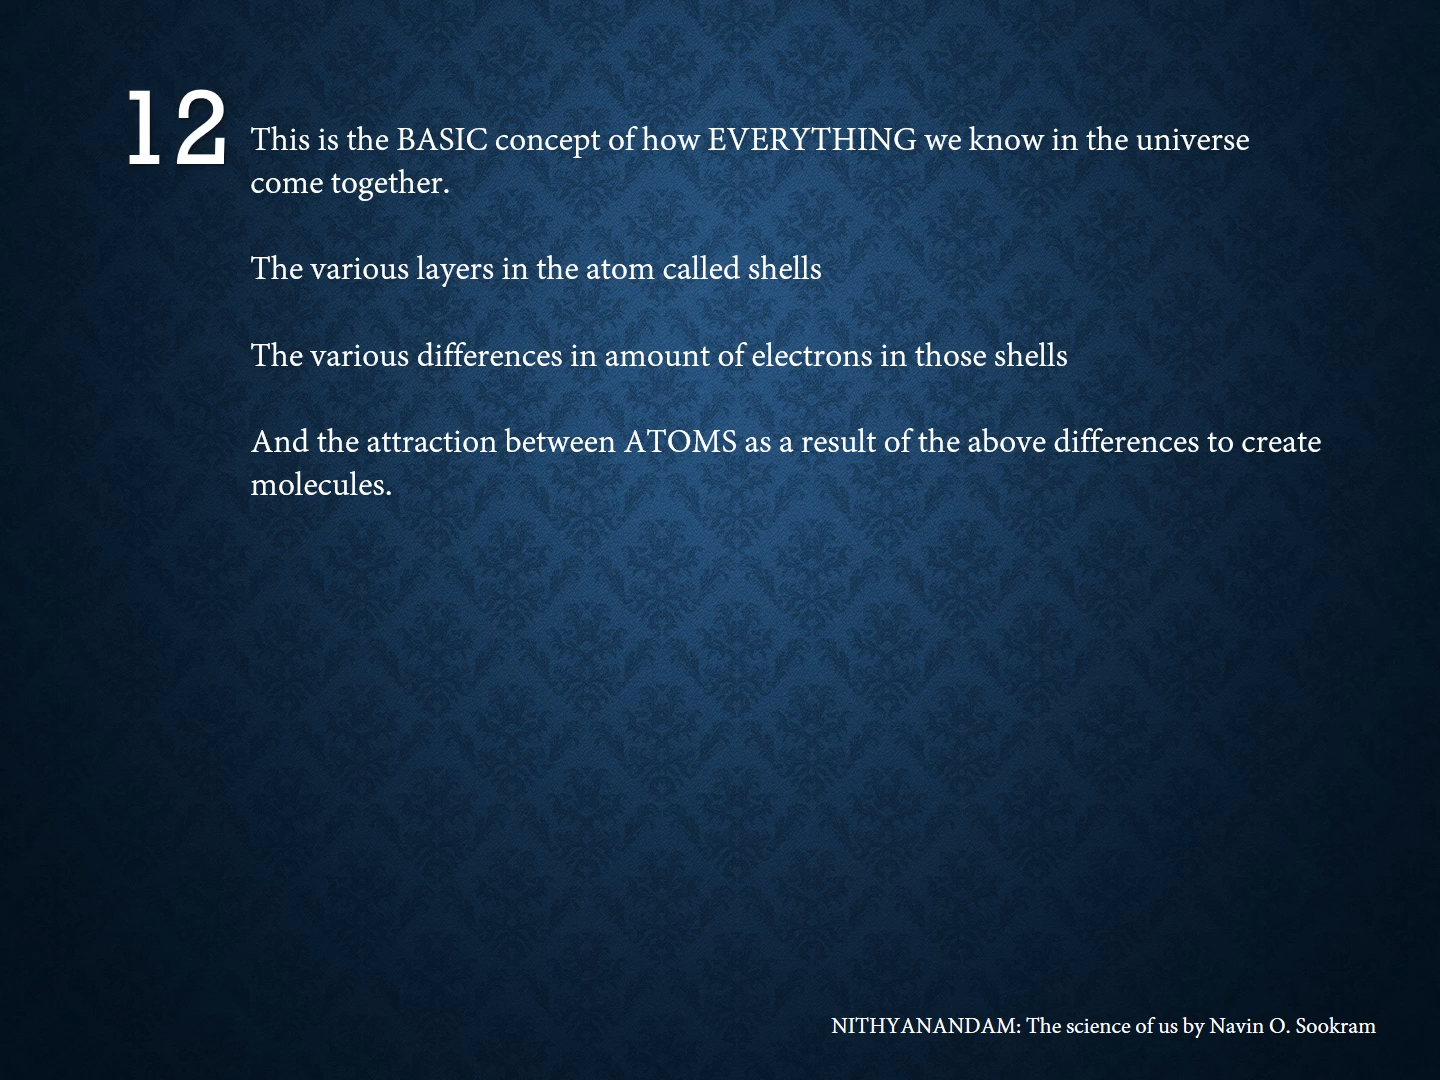 12
This is the BASIC concept of how EVERYTHING we know in the universe
come together.
The various layers in the atom called shells
The various differences in amount of electrons in those shells
And the attraction between ATOMS as a result of the above differences to create
molecules.
NITHYANANDAM: The science of us by Navin O. Sookram